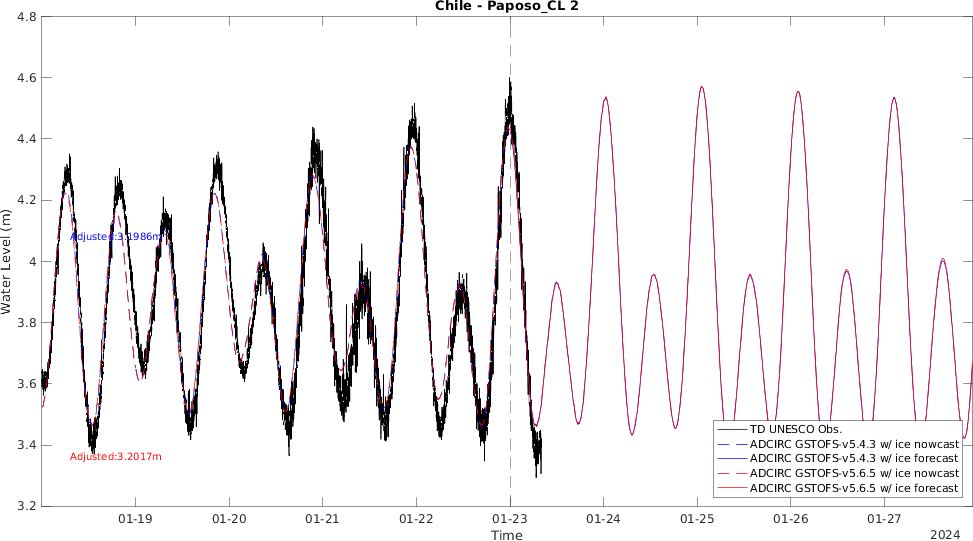 Chile - Paposo_CL 2
4.8
4.6
4.4
4.2
4
3.8
3.6
3.4
3.2
Water Level (m)
Adjusted:3.1986m
Adjusted:3.2017m
TD UNESCO Obs.
ADCIRC GSTOFS-v5.4.3 w/ ice nowcast
ADCIRC GSTOFS-v5.4.3 w/ ice forecast
ADCIRC GSTOFS-v5.6.5 w/ ice nowcast
ADCIRC GSTOFS-v5.6.5 w/ ice forecast
01-19 01-20 01-21 01-22 01-23 01-24 01-25 01-26 01-27
Time
2024